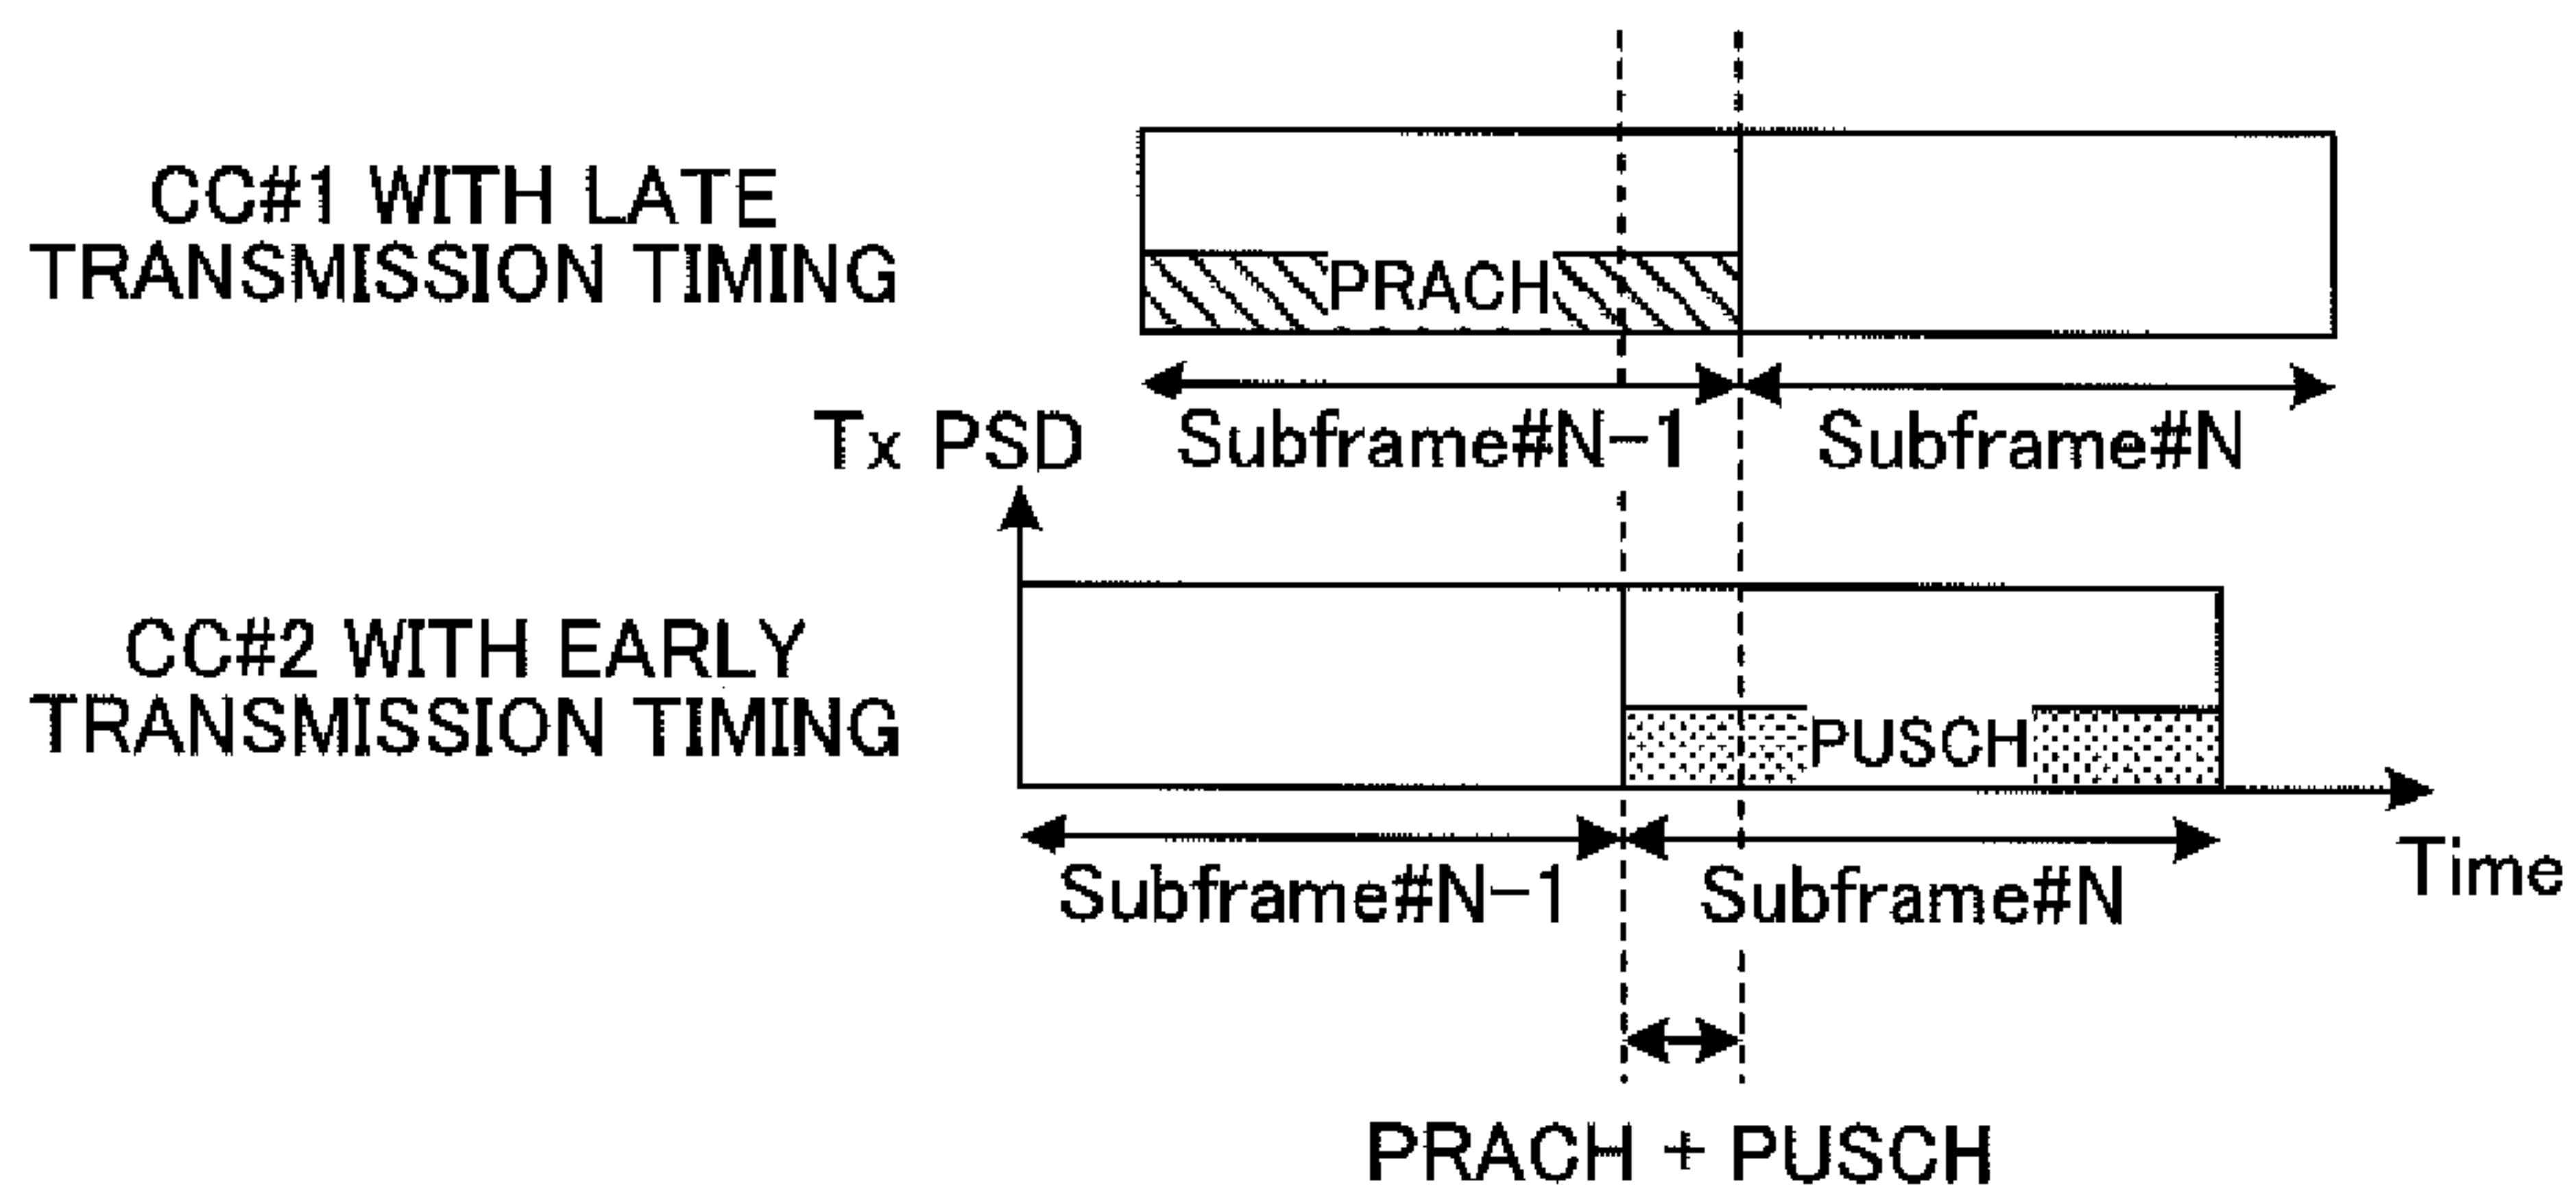 CC#1 WITH LATE
TRANSMISSION TIMING
PRACH
Subframe#N-1
Subframe#N
Tx PSD
CC#2 WITH EARLY
TRANSMISSION TIMING
PUSCH
Subframe#N-1
Subframe#N
Time
PRACH + PUSCH